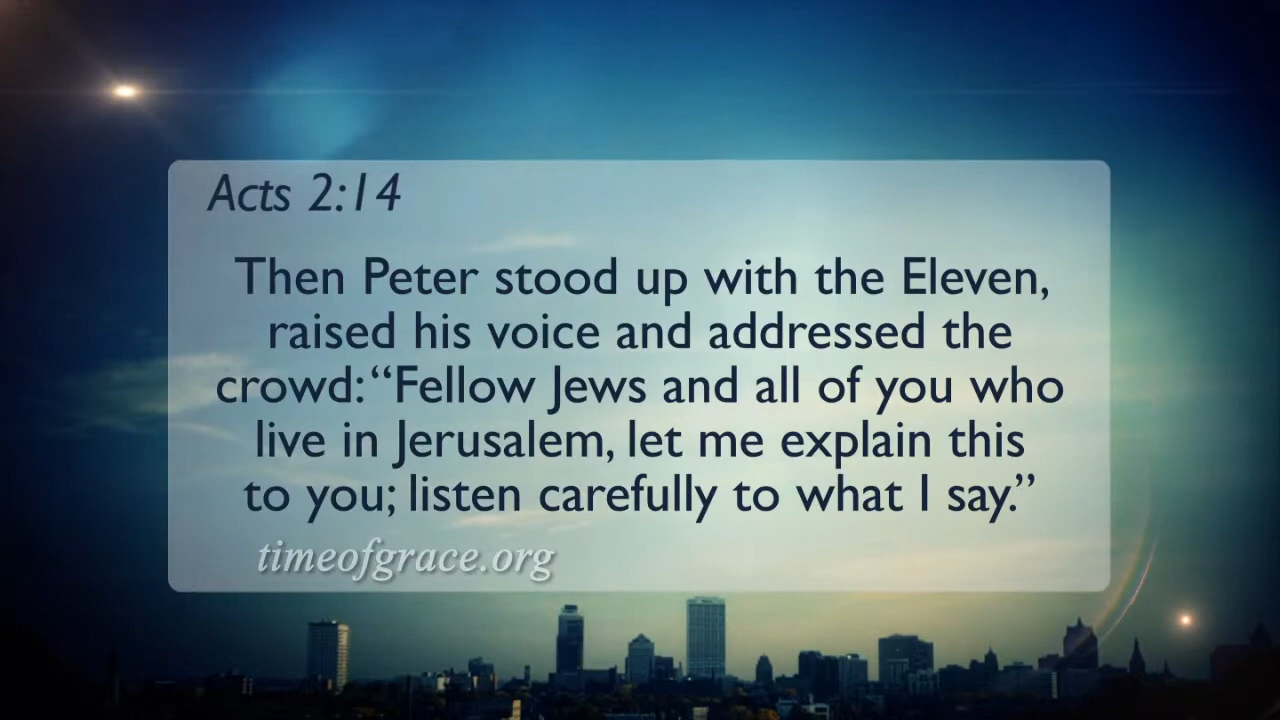 Acts 2:14
Then Peter stood up with the Eleven,
raised his voice and addressed the
crowd: “Fellow Jews and all of you who
live in Jerusalem, let me explain this
to you; listen carefully to what I say.”
timeofgrace.org